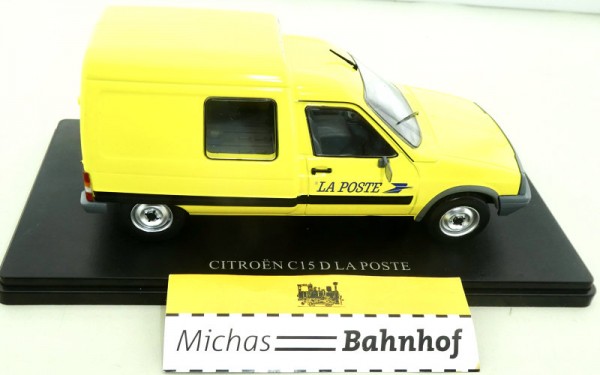 LA POSTE
CITROËN C15 D LA POSTE
Michas Bahnhof